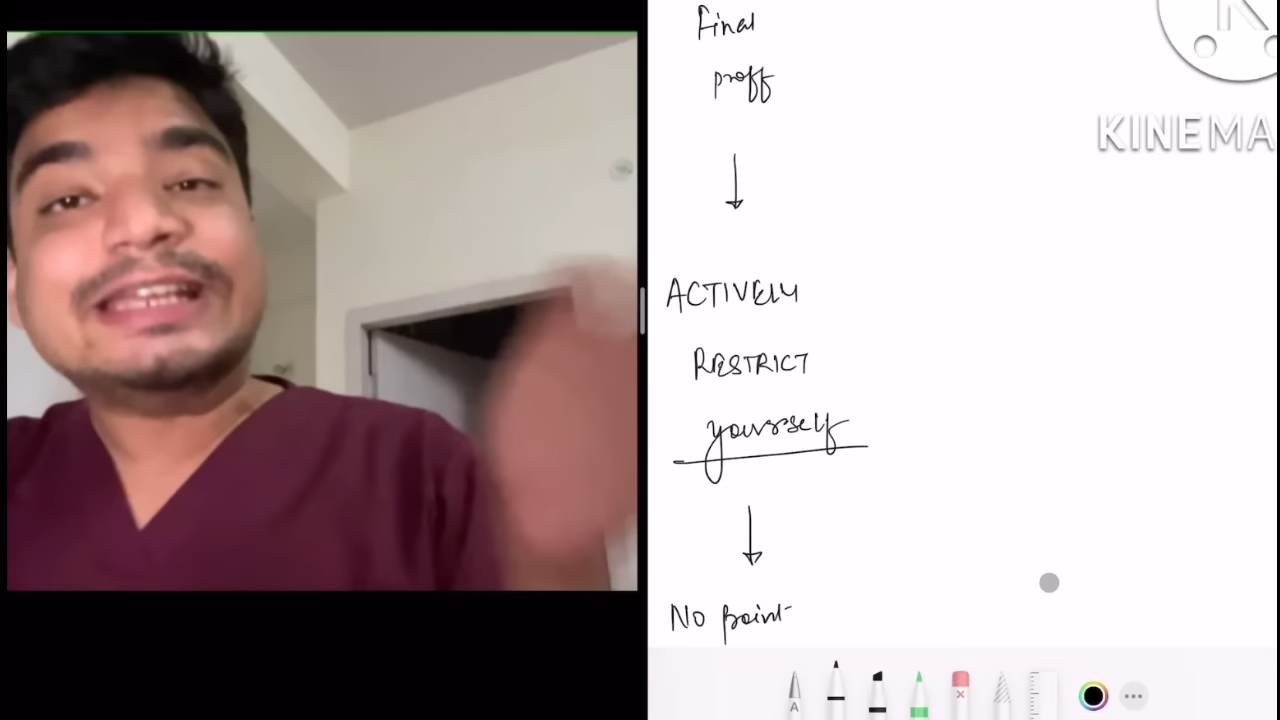 Final
proff
KINEMA
ACTIVELY
RESTRICT
yourself
No point
A